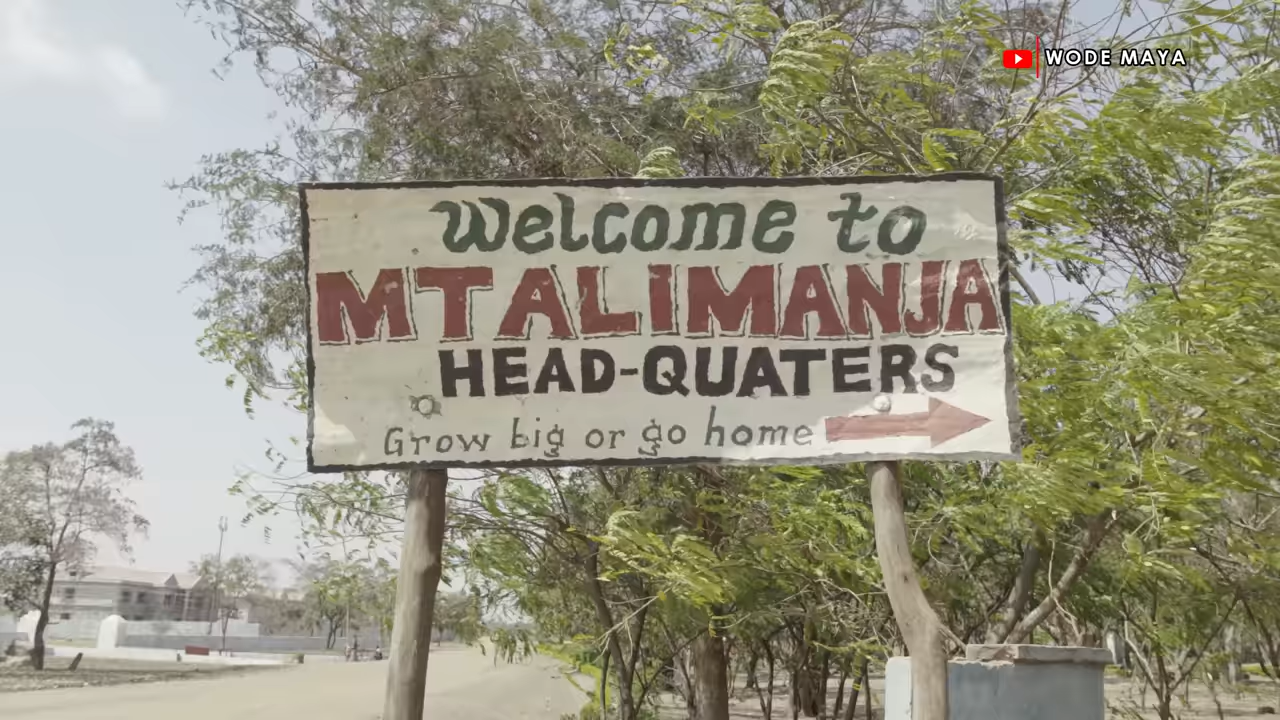 WODE MAYA
Welcome to
MTALIMANJA
HEAD-QUATERS
Grow big or go home